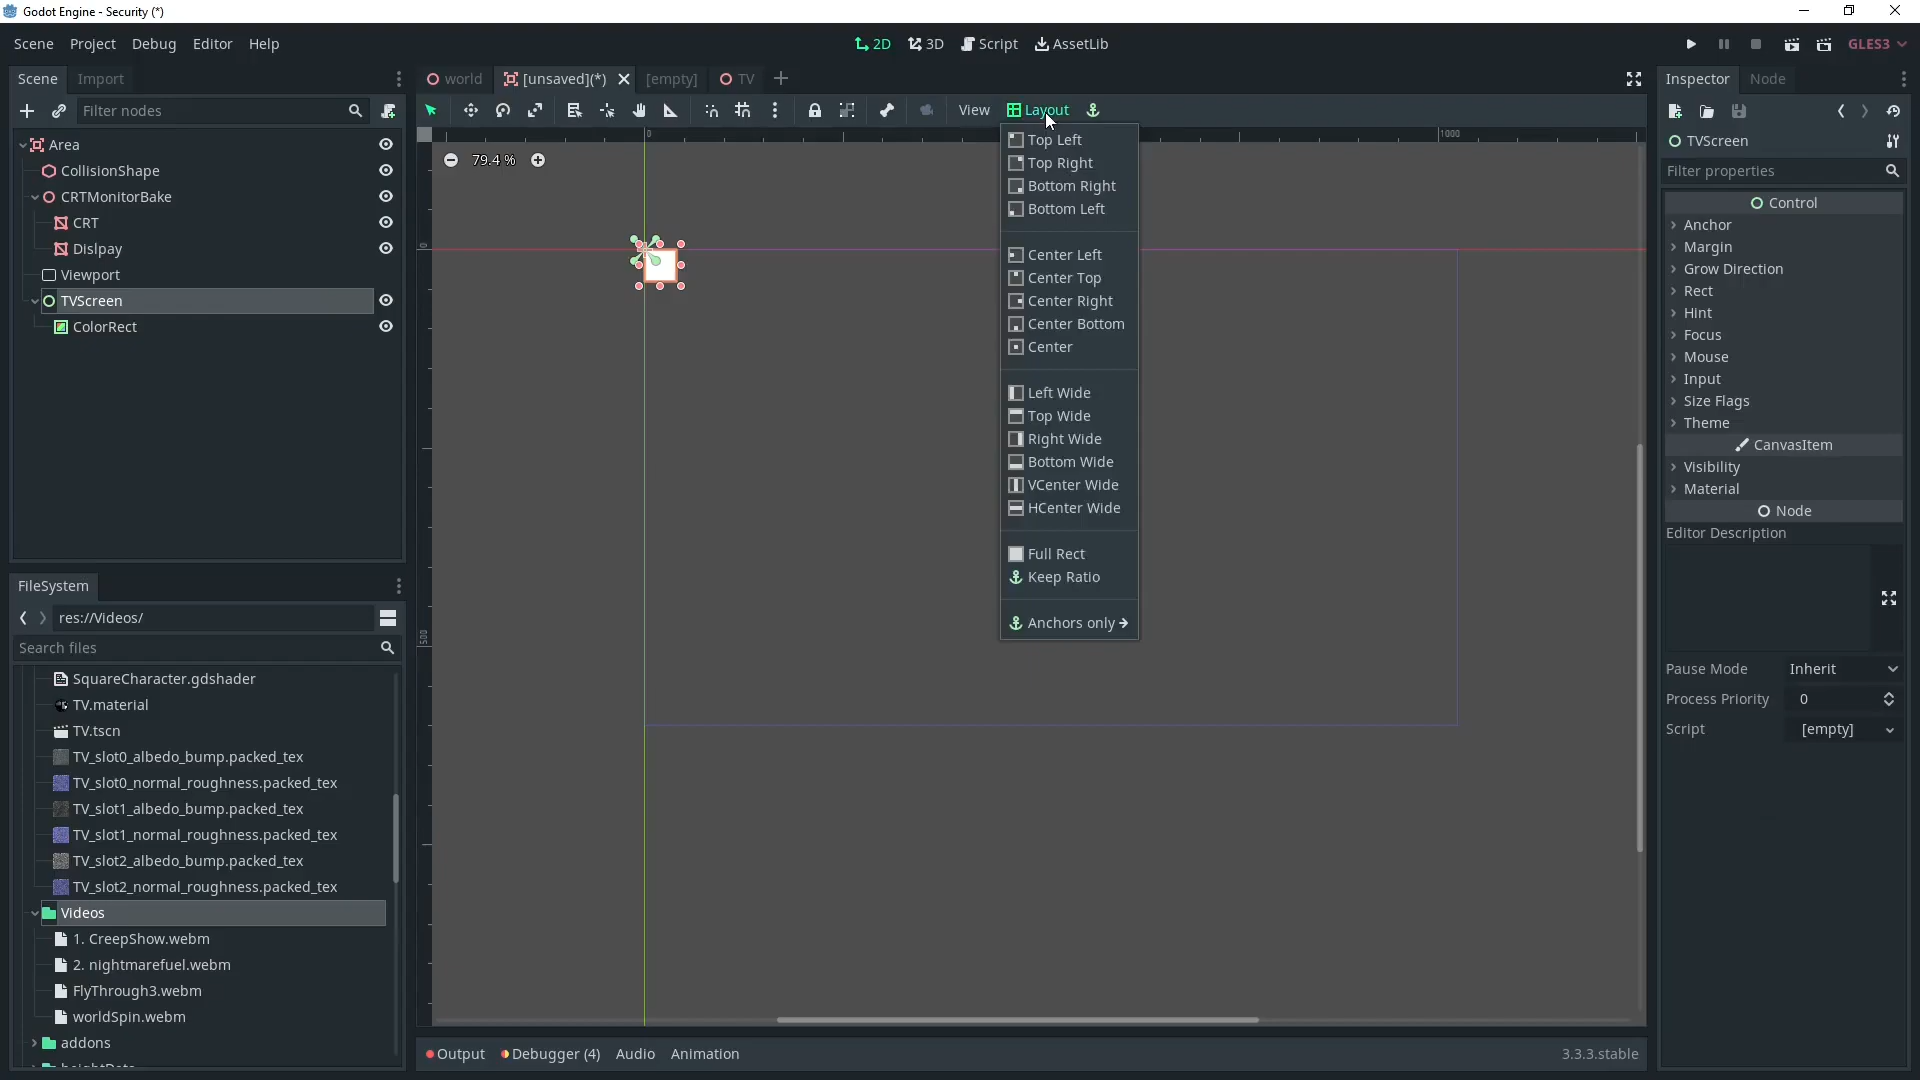 Godot Engine - Security (*)
Scene Project Debug Editor Help
2D 3D Script AssetLib
GLES3
Scene Import
world [unsaved](*) [empty] TV
Inspector Node
Filter nodes
View Layout
TVScreen
Filter properties
Area
CollisionShape
CRTMonitorBake
CRT
Dislpay
Viewport
TVScreen
ColorRect
0 1000
79.4 %
0
500
Top Left
Top Right
Bottom Right
Bottom Left
Center Left
Center Top
Center Right
Center Bottom
Center
Left Wide
Top Wide
Right Wide
Bottom Wide
VCenter Wide
HCenter Wide
Full Rect
Keep Ratio
Anchors only
Control
Anchor
Margin
Grow Direction
Rect
Hint
Focus
Mouse
Input
Size Flags
Theme
CanvasItem
Visibility
Material
Node
Editor Description
Pause Mode Inherit
Process Priority 0
Script [empty]
FileSystem
res://Videos/
Search files
SquareCharacter.gdshader
TV.material
TV.tscn
TV_slot0_albedo_bump.packed_tex
TV_slot0_normal_roughness.packed_tex
TV_slot1_albedo_bump.packed_tex
TV_slot1_normal_roughness.packed_tex
TV_slot2_albedo_bump.packed_tex
TV_slot2_normal_roughness.packed_tex
Videos
1. CreepShow.webm
2. nightmarefuel.webm
FlyThrough3.webm
worldSpin.webm
addons
Output Debugger (4) Audio Animation
3.3.3.stable